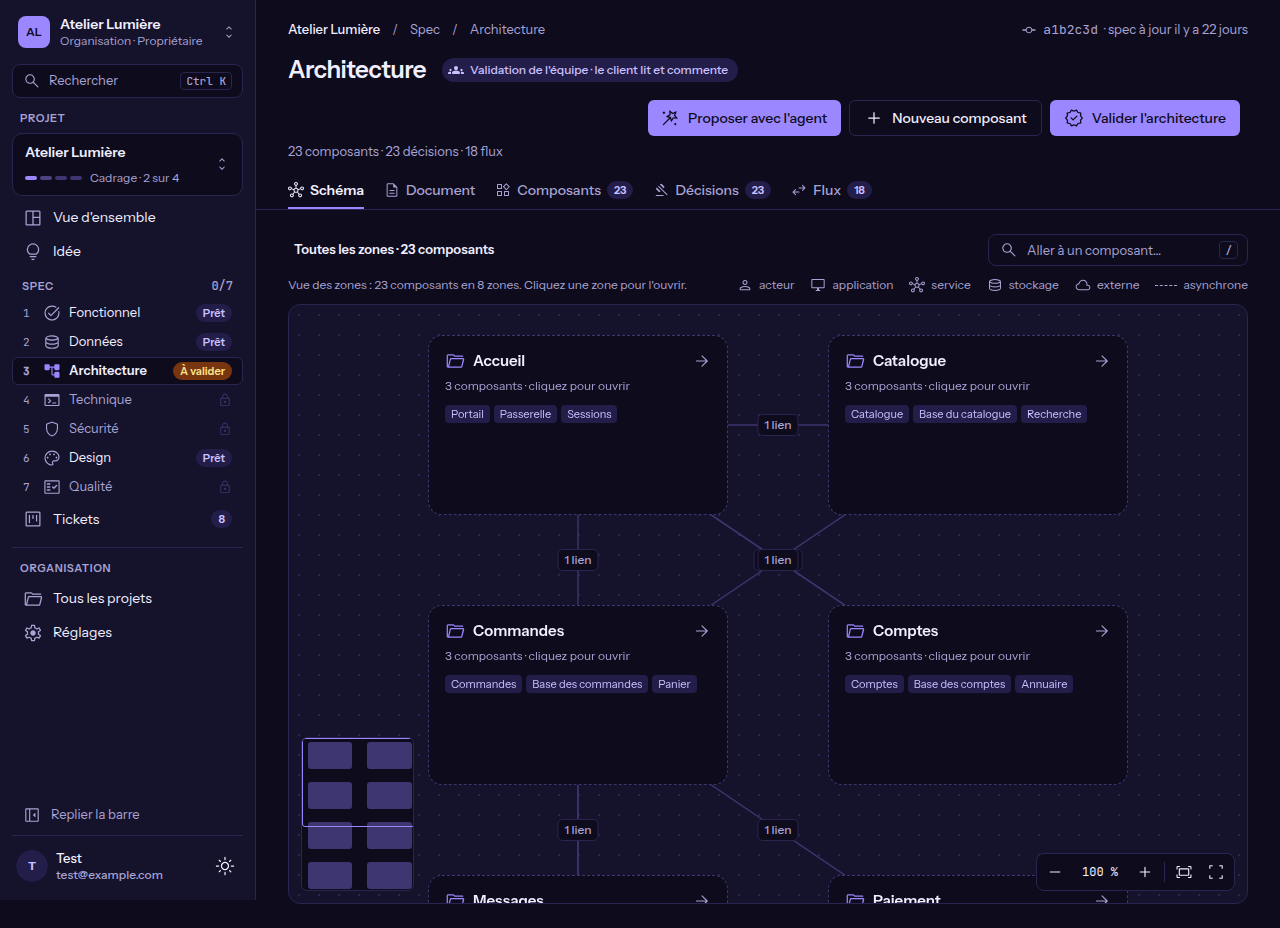 AL
Atelier Lumière
Organisation · Propriétaire
Rechercher
Ctrl K
PROJET
Atelier Lumière
Cadrage · 2 sur 4
Vue d'ensemble
Idée
SPEC 0/7
1 Fonctionnel Prêt
2 Données Prêt
3 Architecture À valider
4 Technique
5 Sécurité
6 Design Prêt
7 Qualité
Tickets 8
ORGANISATION
Tous les projets
Réglages
Replier la barre
T
Test
test@example.com
Atelier Lumière / Spec / Architecture
a1b2c3d · spec à jour il y a 22 jours
Architecture
Validation de l'équipe · le client lit et commente
Proposer avec l'agent
Nouveau composant
Valider l'architecture
23 composants · 23 décisions · 18 flux
Schéma
Document
Composants 23
Décisions 23
Flux 18
Toutes les zones · 23 composants
Aller à un composant… /
Vue des zones : 23 composants en 8 zones. Cliquez une zone pour l'ouvrir.
acteur
application
service
stockage
externe
asynchrone
Accueil
3 composants · cliquez pour ouvrir
Portail Passerelle Sessions
1 lien
Catalogue
3 composants · cliquez pour ouvrir
Catalogue Base du catalogue Recherche
1 lien
1 lien
Commandes
3 composants · cliquez pour ouvrir
Commandes Base des commandes Panier
Comptes
3 composants · cliquez pour ouvrir
Comptes Base des comptes Annuaire
1 lien
1 lien
Messages
Paiement
100 %